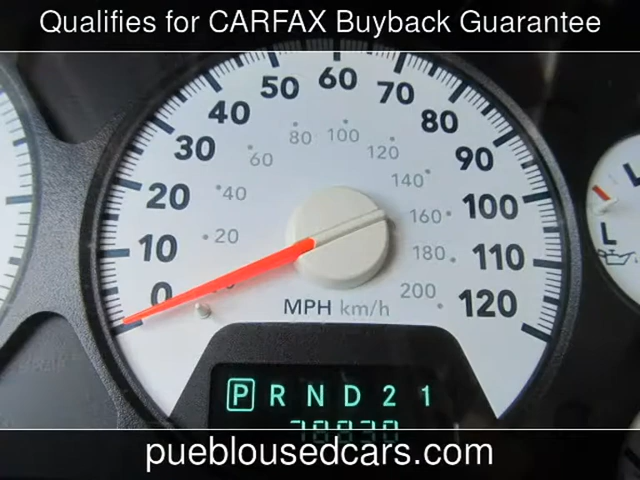 Qualifies for CARFAX Buyback Guarantee
0 10 20 30 40 50 60 70 80 90 100 110 120
20 40 60 80 100 120 140 160 180 200
MPH km/h
L
L
P R N D 2 1
pueblousedcars.com